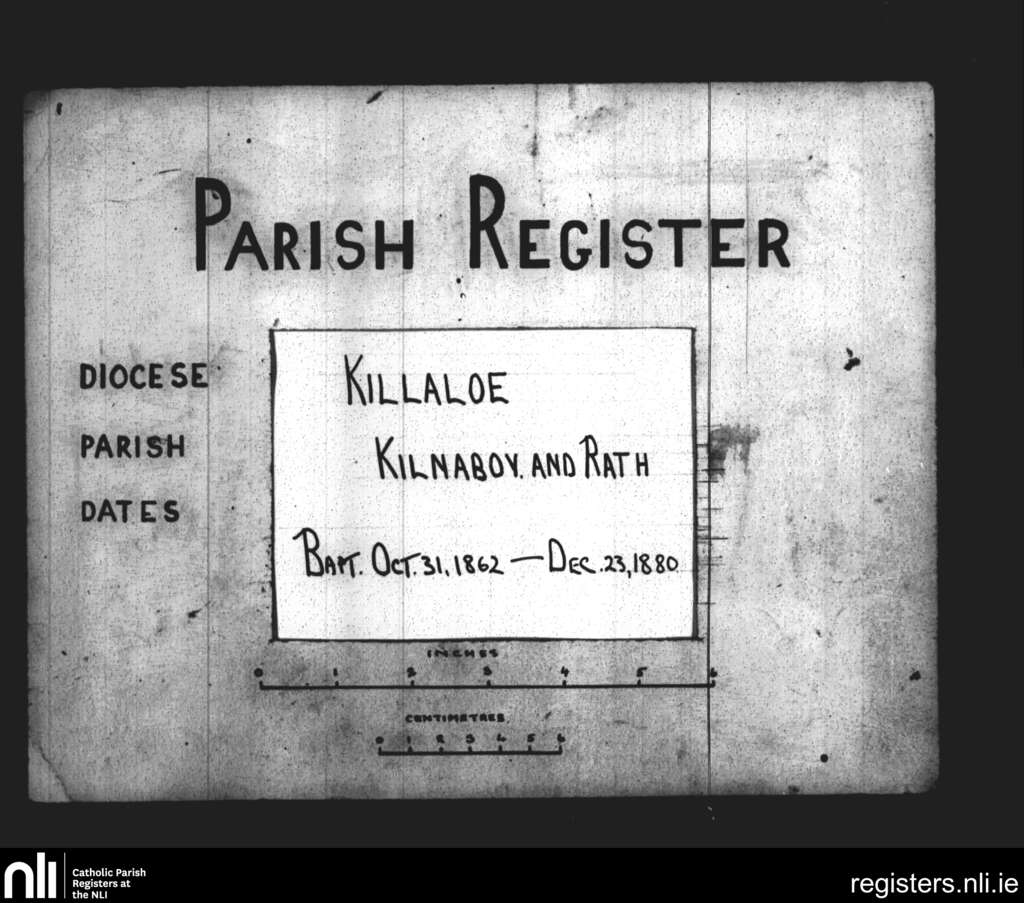 PARISH REGISTER
DIOCESE KILLALOE
PARISH KILNABOY. AND RATH
DATES BAPT. OCT. 31, 1862 — DEC. 23, 1880
INCHES
0 1 2 3 4 5 6
CENTIMETRES
0 1 2 3 4 5 6
nli Catholic Parish
Registers at
the NLI
registers.nli.ie